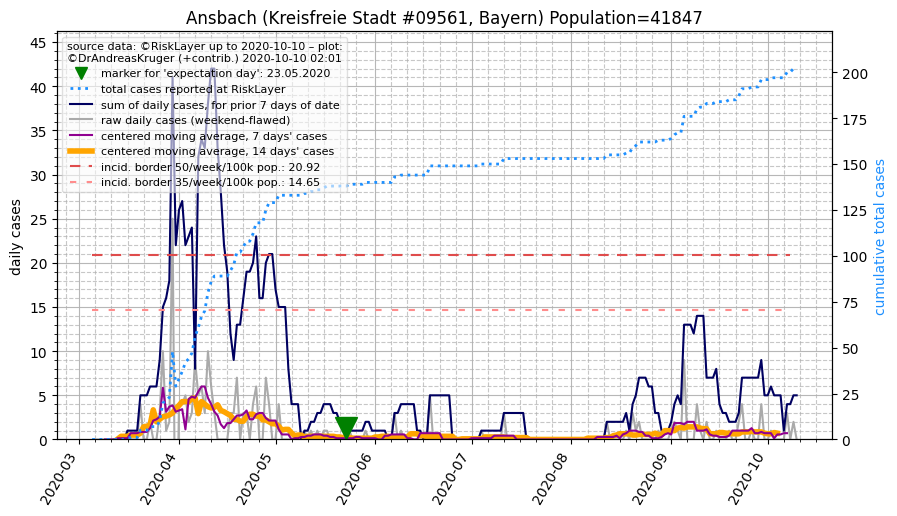 Ansbach (Kreisfreie Stadt #09561, Bayern) Population=41847
source data: ©RiskLayer up to 2020-10-10 – plot:
©DrAndreasKruger (+contrib.) 2020-10-10 02:01
marker for 'expectation day': 23.05.2020
total cases reported at RiskLayer
sum of daily cases, for prior 7 days of date
raw daily cases (weekend-flawed)
centered moving average, 7 days' cases
centered moving average, 14 days' cases
incid. border 50/week/100k pop.: 20.92
incid. border 35/week/100k pop.: 14.65
daily cases
45
40
35
30
25
20
15
10
5
0
cumulative total cases
200
175
150
125
100
75
50
25
0
2020-03
2020-04
2020-05
2020-06
2020-07
2020-08
2020-09
2020-10